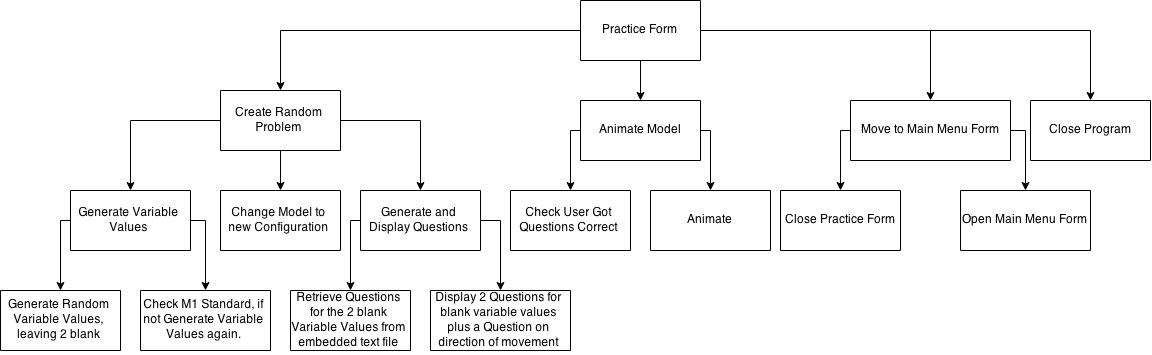 Practice Form
Create Random
Problem
Animate Model
Move to Main Menu Form
Close Program
Generate Variable
Values
Change Model to
new Configuration
Generate and
Display Questions
Check User Got
Questions Correct
Animate
Close Practice Form
Open Main Menu Form
Generate Random
Variable Values,
leaving 2 blank
Check M1 Standard, if
not Generate Variable
Values again.
Retrieve Questions
for the 2 blank
Variable Values from
embedded text file
Display 2 Questions for
blank variable values
plus a Question on
direction of movement